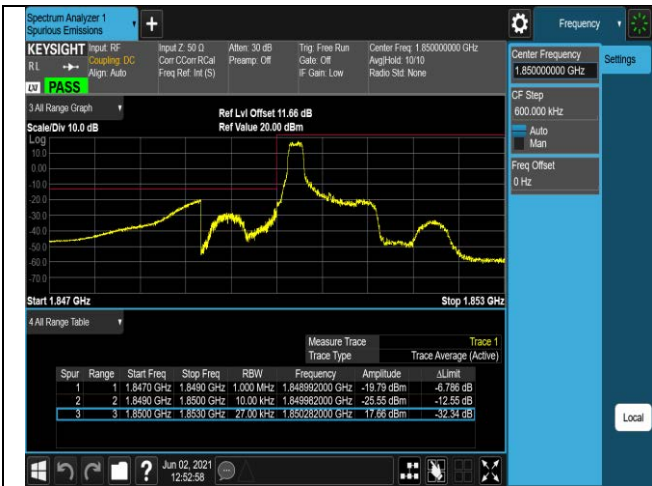 Spectrum Analyzer 1
Spurious Emissions
Frequency
KEYSIGHT
RL
LXI
PASS
Input: RF
Coupling: DC
Align: Auto
Input Z: 50 Ω
Corr CCorr RCal
Freq Ref: Int (S)
Atten: 30 dB
Preamp: Off
Trig: Free Run
Gate: Off
IF Gain: Low
Center Freq: 1.850000000 GHz
Avg|Hold: 10/10
Radio Std: None
Center Frequency
1.850000000 GHz
Settings
CF Step
600.000 kHz
Auto
Man
Freq Offset
0 Hz
3 All Range Graph
Scale/Div 10.0 dB
Ref Lvl Offset 11.66 dB
Ref Value 20.00 dBm
Log
10.0
0.00
-10.0
-20.0
-30.0
-40.0
-50.0
-60.0
-70.0
Start 1.847 GHz
Stop 1.853 GHz
4 All Range Table
Measure Trace Trace 1
Trace Type Trace Average (Active)
Spur Range Start Freq Stop Freq RBW Frequency Amplitude ΔLimit
1 1 1.8470 GHz 1.8490 GHz 1.000 MHz 1.848992000 GHz -19.79 dBm -6.786 dB
2 2 1.8490 GHz 1.8500 GHz 10.00 kHz 1.849982000 GHz -25.55 dBm -12.55 dB
3 3 1.8500 GHz 1.8530 GHz 27.00 kHz 1.850282000 GHz 17.66 dBm -32.34 dB
Local
?
Jun 02, 2021
12:52:58